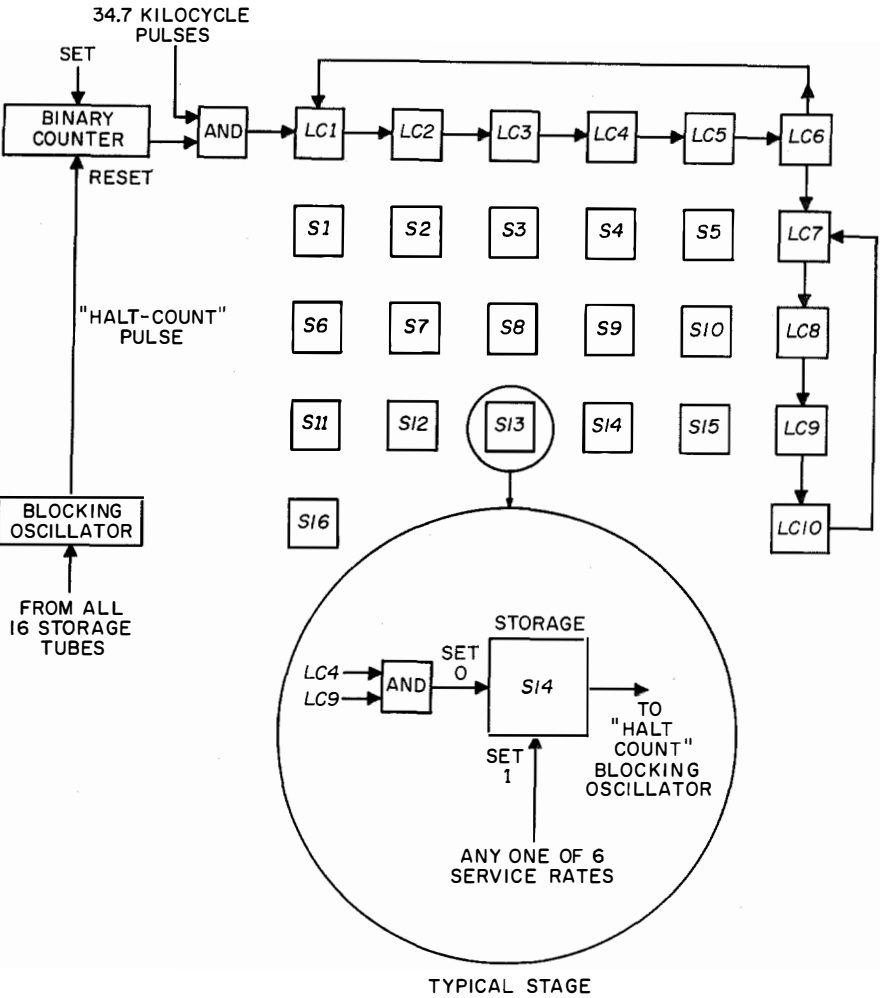 34.7 KILOCYCLE
PULSES
SET
BINARY
COUNTER
AND
LC1
LC2
LC3
LC4
LC5
LC6
RESET
S1
S2
S3
S4
S5
LC7
"HALT-COUNT"
PULSE
S6
S7
S8
S9
S10
LC8
S11
S12
S13
S14
S15
LC9
BLOCKING
OSCILLATOR
S16
LC10
FROM ALL
16 STORAGE
TUBES
STORAGE
LC4
LC9
AND
SET
0
S14
TO
"HALT
COUNT"
BLOCKING
OSCILLATOR
SET
1
ANY ONE OF 6
SERVICE RATES
TYPICAL STAGE